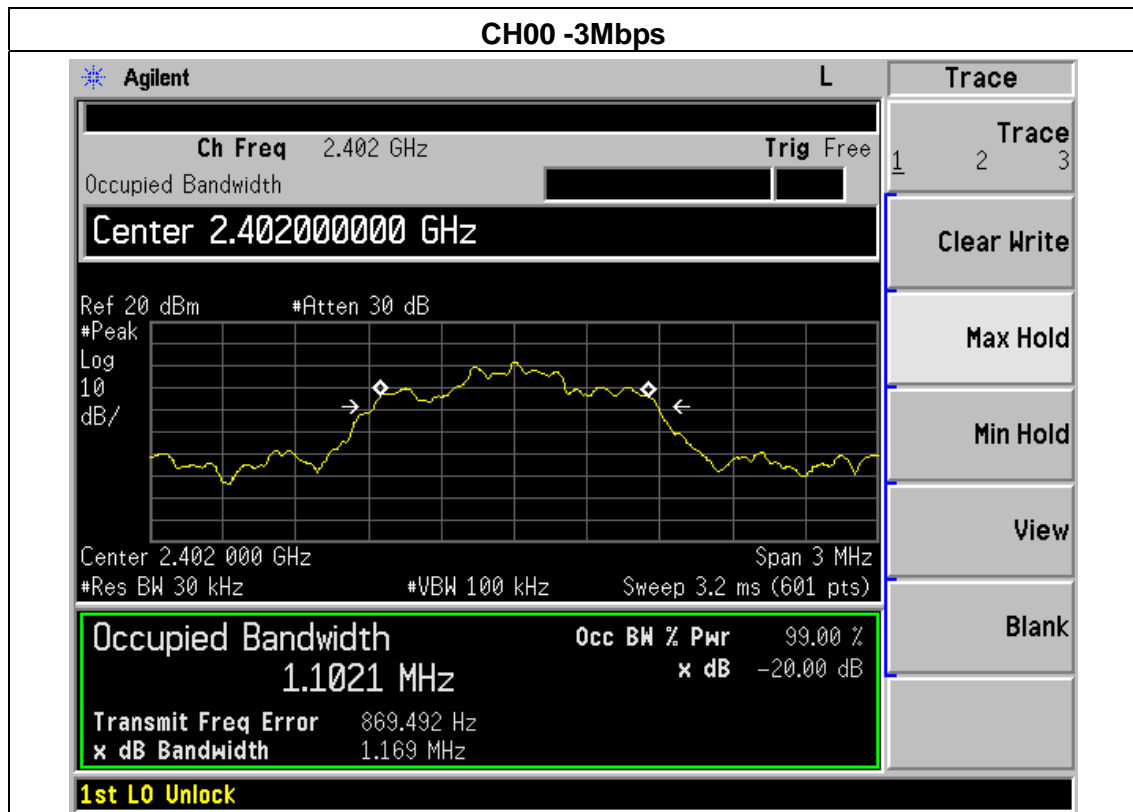 CH00 -3Mbps
Agilent L Trace
Ch Freq 2.402 GHz Trig Free
Trace
1 2 3
Occupied Bandwidth
Center 2.402000000 GHz
Clear Write
Ref 20 dBm #Atten 30 dB
#Peak
Log
10
dB/
Max Hold
Min Hold
View
Center 2.402 000 GHz Span 3 MHz
#Res BW 30 kHz #VBW 100 kHz Sweep 3.2 ms (601 pts)
Blank
Occupied Bandwidth Occ BW % Pwr 99.00 %
1.1021 MHz x dB -20.00 dB
Transmit Freq Error 869.492 Hz
x dB Bandwidth 1.169 MHz
1st LO Unlock